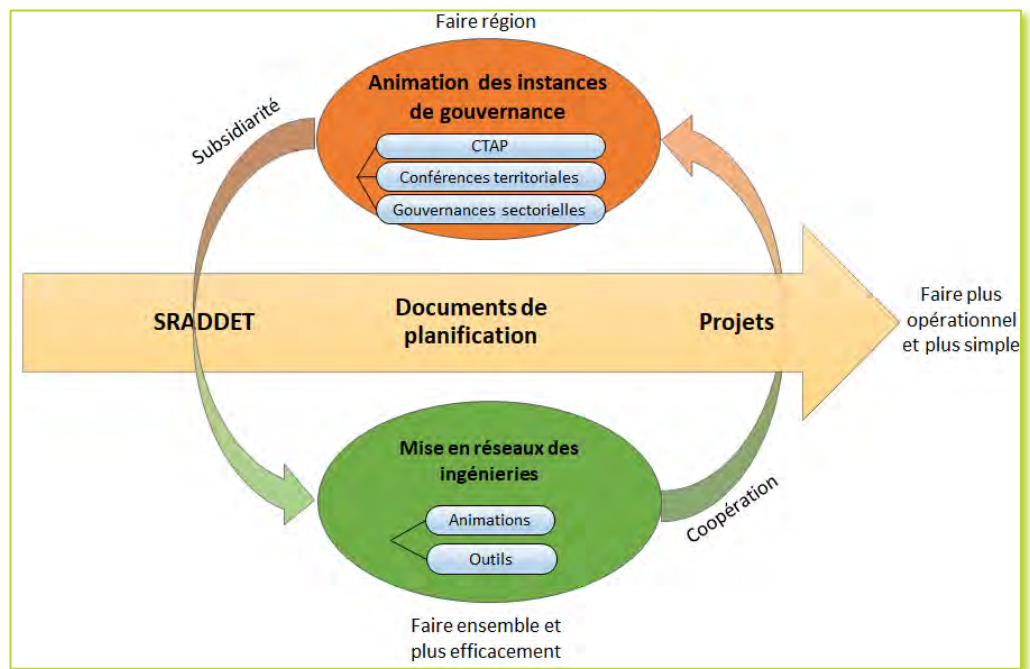 Faire région
Animation des instances
de gouvernance
CTAP
Conférences territoriales
Gouvernances sectorielles
Subsidiarité
SRADDET
Documents de
planification
Projets
Faire plus
opérationnel
et plus simple
Mise en réseaux des
ingénieries
Animations
Outils
Coopération
Faire ensemble et
plus efficacement